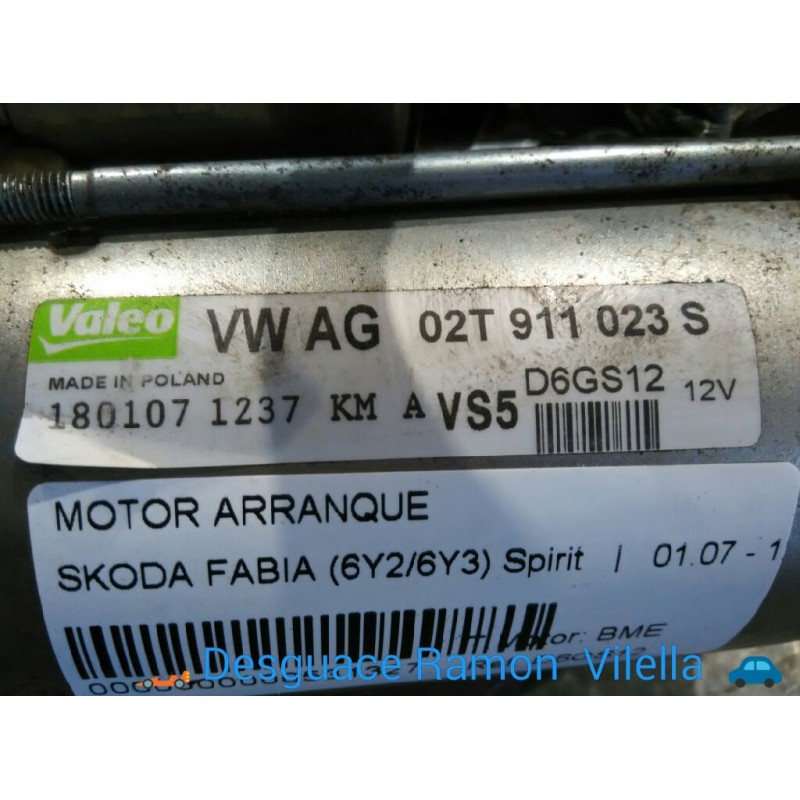 Valeo VW AG 02T 911 023 S
MADE IN POLAND
180107 1237 KM A VS5 D6GS12 12V
MOTOR ARRANQUE
SKODA FABIA (6Y2/6Y3) Spirit | 01.07 - 1
Motor: BME
Desguace Ramon Vilella